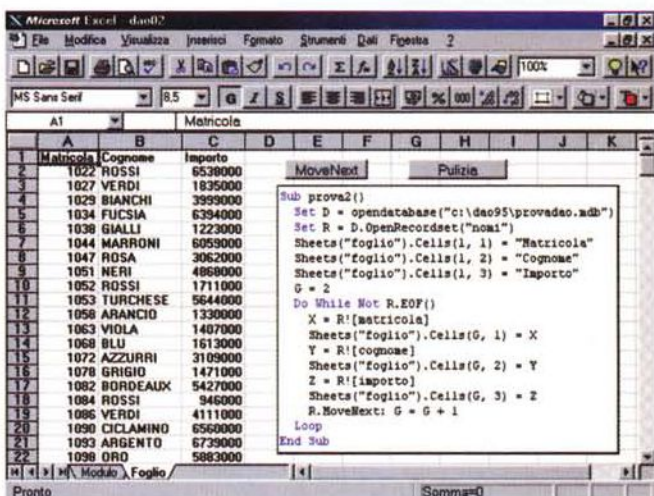 Microsoft Excel - dao02
File Modifica Visualizza Inserisci Formato Strumenti Dati Finestra ?
100%
MS Sans Serif 8,5 G I S % 000
A1 Matricola
A B C D E F G H I J K
1 Matricola Cognome Importo
2 1022 ROSSI 6538000
3 1027 VERDI 1835000
4 1029 BIANCHI 3999000
5 1034 FUCSIA 6394000
6 1038 GIALLI 1223000
7 1044 MARRONI 6059000
8 1047 ROSA 3062000
9 1051 NERI 4868000
10 1052 ROSSI 1711000
11 1053 TURCHESE 5644000
12 1058 ARANCIO 1330000
13 1063 VIOLA 1407000
14 1068 BLU 1613000
15 1072 AZZURRI 3109000
16 1078 GRIGIO 1471000
17 1082 BORDEAUX 5427000
18 1084 ROSSI 946000
19 1086 VERDI 4111000
20 1090 CICLAMINO 6560000
21 1093 ARGENTO 6739000
22 1098 ORO 5883000
MoveNext Pulizia
Sub prova2()
Set D = opendatabase("c:\dao95\provadao.mdb")
Set R = D.OpenRecordset("nomi")
Sheets("foglio").Cells(1, 1) = "Matricola"
Sheets("foglio").Cells(1, 2) = "Cognome"
Sheets("foglio").Cells(1, 3) = "Importo"
G = 2
Do While Not R.EOF()
X = R![matricola]
Sheets("foglio").Cells(G, 1) = X
Y = R![cognome]
Sheets("foglio").Cells(G, 2) = Y
Z = R![importo]
Sheets("foglio").Cells(G, 3) = Z
R.MoveNext: G = G + 1
Loop
End Sub
Modulo Foglio
Pronto Somma=0